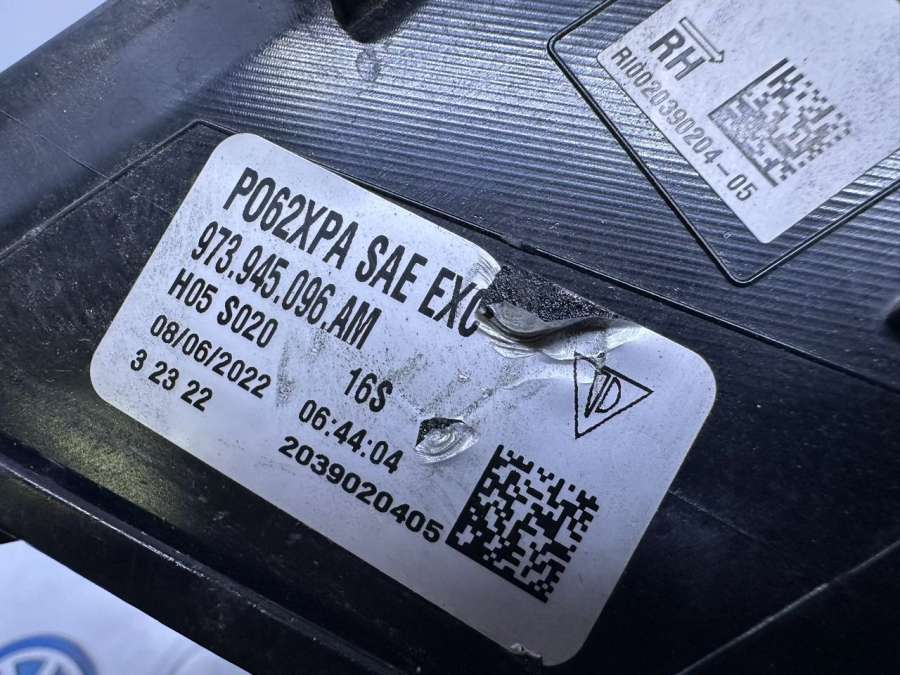 RH
RI0020390204-05
P062XPA SAE EXC
973.945.096.AM
H05 S020
16S
08/06/2022
06:44:04
3 23 22
2039020405